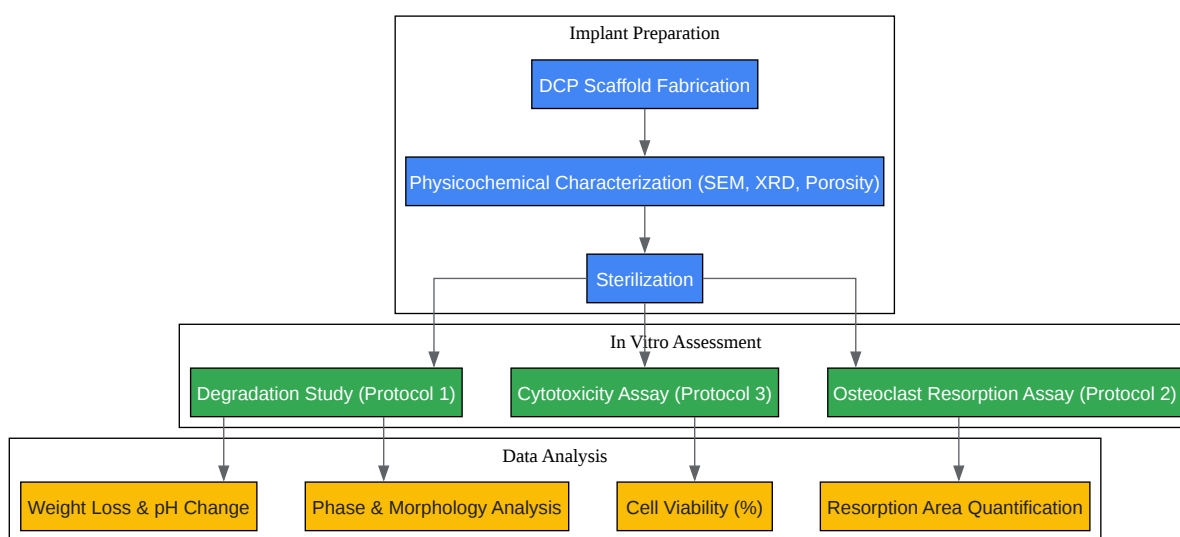 Implant Preparation
DCP Scaffold Fabrication
Physicochemical Characterization (SEM, XRD, Porosity)
Sterilization
In Vitro Assessment
Degradation Study (Protocol 1)
Cytotoxicity Assay (Protocol 3)
Osteoclast Resorption Assay (Protocol 2)
Data Analysis
Weight Loss & pH Change
Phase & Morphology Analysis
Cell Viability (%)
Resorption Area Quantification